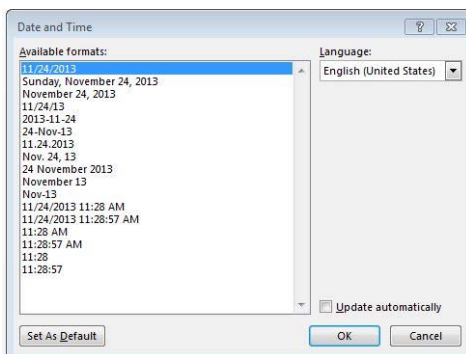 Date and Time
Available formats:
Language:
11/24/2013
Sunday, November 24, 2013
November 24, 2013
11/24/13
2013-11-24
24-Nov-13
11.24.2013
Nov. 24, 13
24 November 2013
November 13
Nov-13
11/24/2013 11:28 AM
11/24/2013 11:28:57 AM
11:28 AM
11:28:57 AM
11:28
11:28:57
English (United States)
Update automatically
Set As Default
OK
Cancel